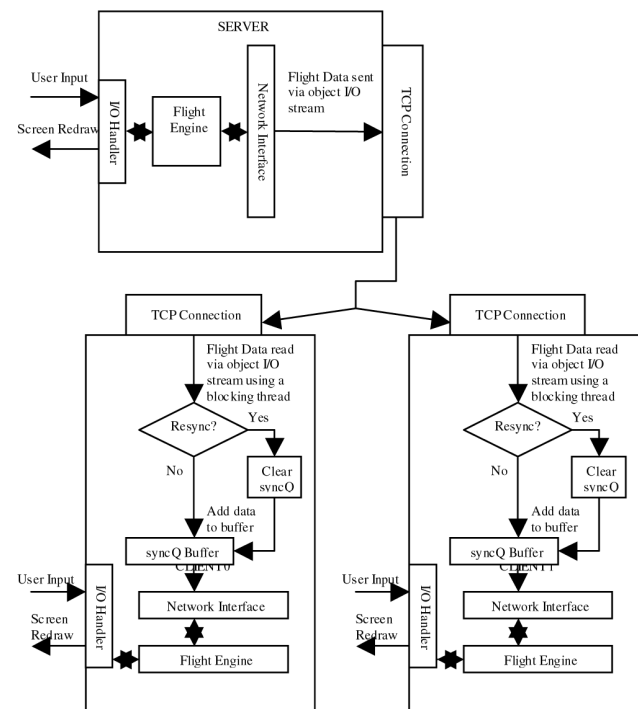 SERVER
User Input
Screen Redraw
I/O Handler
Flight
Engine
Network Interface
Flight Data sent
via object I/O
stream
TCP Connection
TCP Connection
Flight Data read
via object I/O
stream using a
blocking thread
Resync?
Yes
No
Clear
syncQ
Add data
to buffer
syncQ Buffer
CLIENT0
User Input
Screen
Redraw
I/O Handler
Network Interface
Flight Engine
TCP Connection
Flight Data read
via object I/O
stream using a
blocking thread
Resync?
Yes
No
Clear
syncQ
Add data
to buffer
syncQ Buffer
CLIENT1
User Input
Screen
Redraw
I/O Handler
Network Interface
Flight Engine